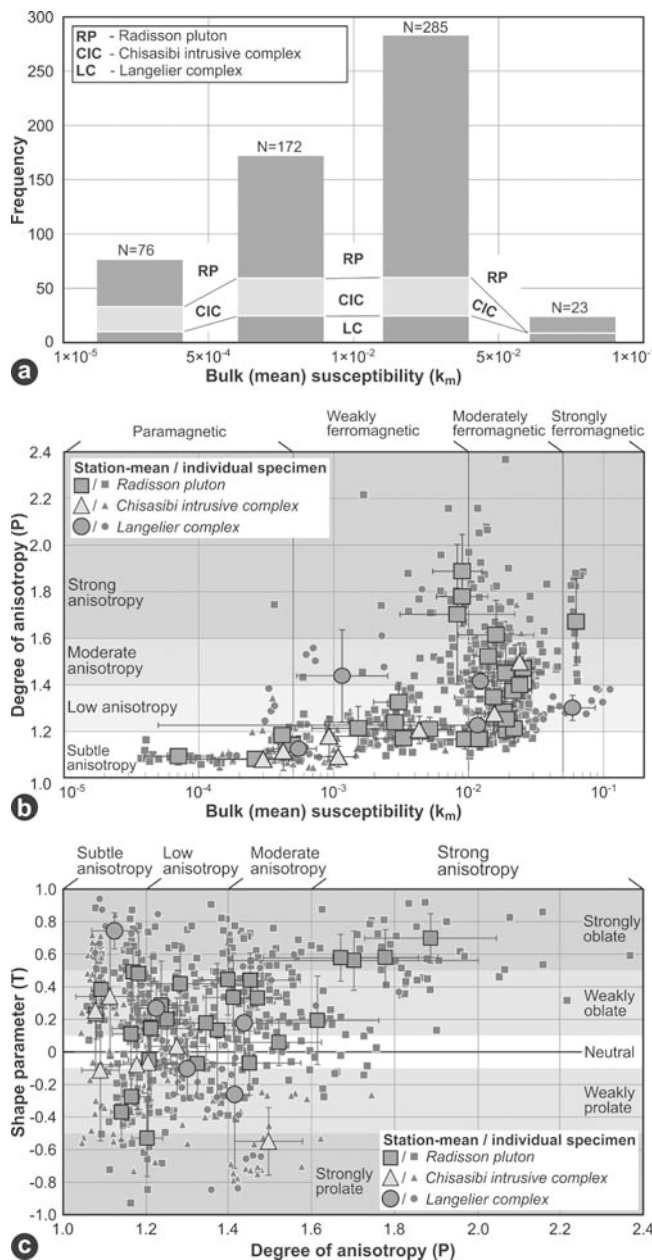 300
250
200
150
100
50
0
Frequency
RP - Radisson pluton
CIC - Chisasibi intrusive complex
LC - Langelier complex
N=285
N=172
N=76
N=23
RP
RP
RP
CIC
CIC
CIC
LC
1×10⁻⁵
5×10⁻⁴
1×10⁻²
5×10⁻²
1×10⁻¹
Bulk (mean) susceptibility (kₘ)
a
Paramagnetic
Weakly
ferromagnetic
Moderately
ferromagnetic
Strongly
ferromagnetic
2.4
2.2
2.0
1.8
1.6
1.4
1.2
1.0
Degree of anisotropy (P)
Station-mean / individual specimen
/ Radisson pluton
/ Chisasibi intrusive complex
/ Langelier complex
Strong
anisotropy
Moderate
anisotropy
Low anisotropy
Subtle
anisotropy
10⁻⁵
10⁻⁴
10⁻³
10⁻²
10⁻¹
Bulk (mean) susceptibility (kₘ)
b
Subtle
anisotropy
Low
anisotropy
Moderate
anisotropy
Strong
anisotropy
1.0
0.8
0.6
0.4
0.2
0
-0.2
-0.4
-0.6
-0.8
-1.0
Shape parameter (T)
Strongly
oblate
Weakly
oblate
Neutral
Weakly
prolate
Strongly
prolate
Station-mean / individual specimen
/ Radisson pluton
/ Chisasibi intrusive complex
/ Langelier complex
1.0
1.2
1.4
1.6
1.8
2.0
2.2
2.4
Degree of anisotropy (P)
c